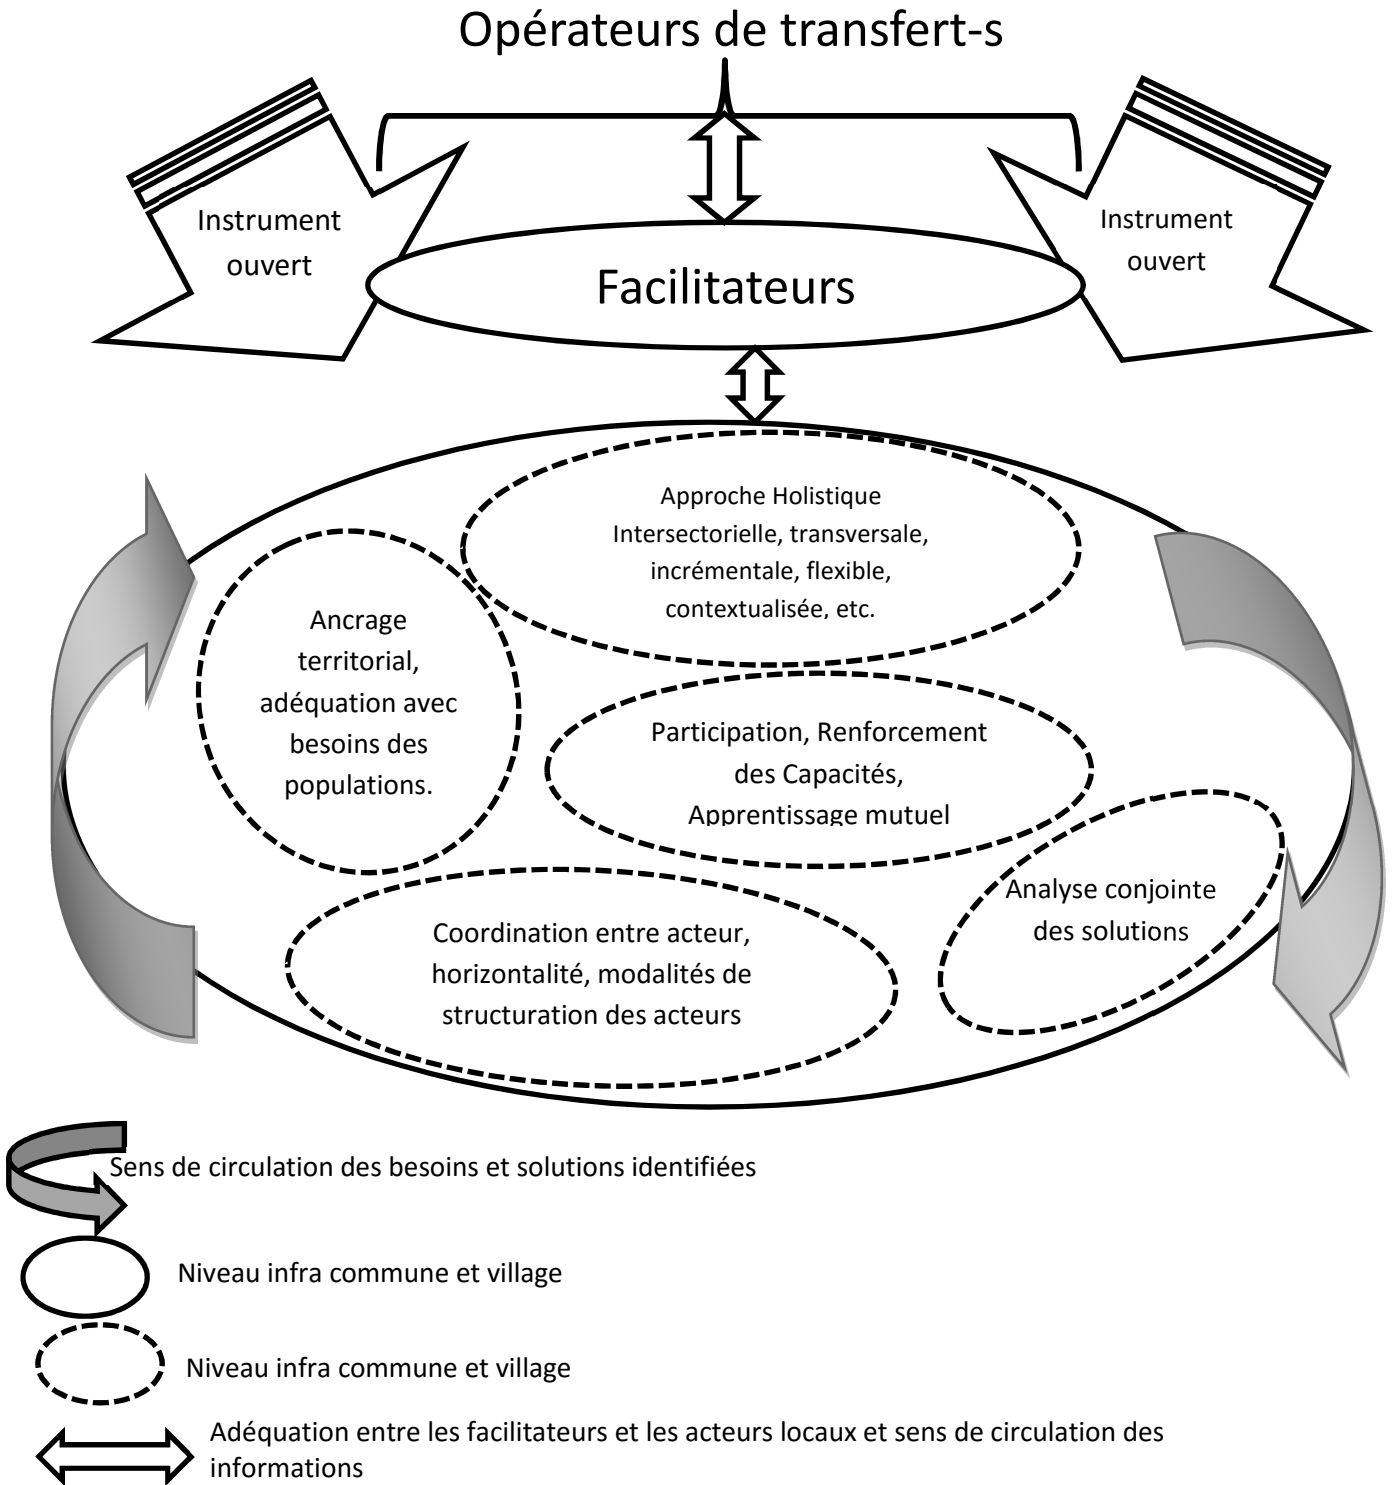 Opérateurs de transfert-s
Instrument
ouvert
Facilitateurs
Instrument
ouvert
Approche Holistique
Intersectorielle, transversale,
incrémentale, flexible,
contextualisée, etc.
Ancrage
territorial,
adéquation avec
besoins des
populations.
Participation, Renforcement
des Capacités,
Apprentissage mutuel
Analyse conjointe
des solutions
Coordination entre acteur,
horizontalité, modalités de
structuration des acteurs
Sens de circulation des besoins et solutions identifiées
Niveau infra commune et village
Niveau infra commune et village
Adéquation entre les facilitateurs et les acteurs locaux et sens de circulation des
informations